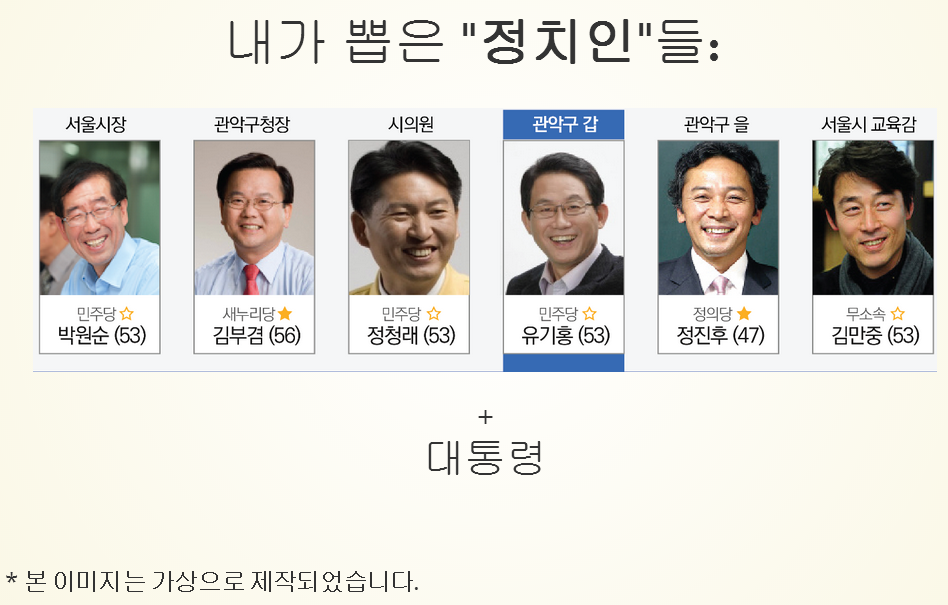 내가 뽑은 "정치인"들:
서울시장 관악구청장 시의원 관악구 갑 관악구 을 서울시 교육감
민주당☆ 새누리당★ 민주당☆ 민주당☆ 정의당★ 무소속☆
박원순 (53) 김부겸 (56) 정청래 (53) 유기홍 (53) 정진후 (47) 김만중 (53)
+
대통령
* 본 이미지는 가상으로 제작되었습니다.